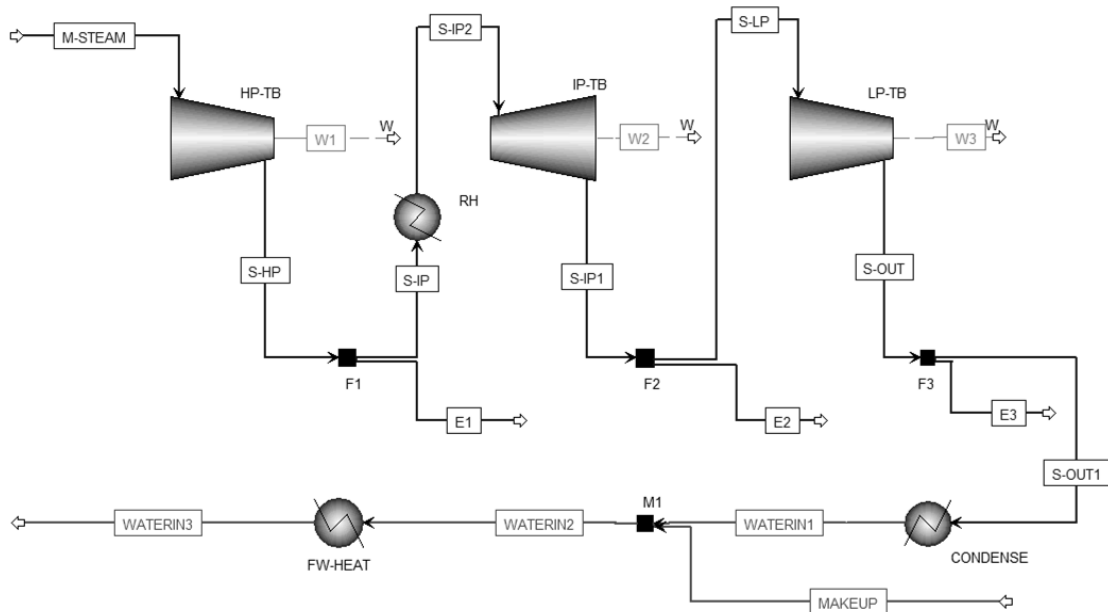 S-IP2
S-LP
M-STEAM
HP-TB
IP-TB
LP-TB
W1
W
W2
W
W3
W
RH
S-HP
S-IP
S-IP1
S-OUT
F1
F2
F3
E1
E2
E3
S-OUT1
M1
WATERIN3
WATERIN2
WATERIN1
FW-HEAT
CONDENSE
MAKEUP